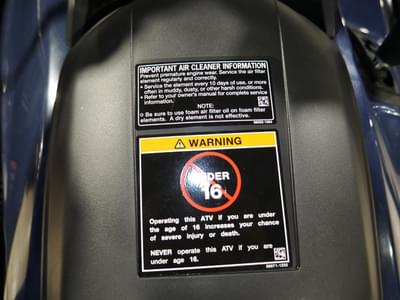 IMPORTANT AIR CLEANER INFORMATION
Prevent premature engine wear. Service the air filter
element regularly and correctly.
• Service the element every 10 days of use, or more
often in muddy, dusty, or other harsh conditions.
• Refer to your owner's manual for complete service
information.
NOTE:
Be sure to use foam air filter oil on foam filter
elements. A dry element is not effective.
WARNING
UNDER
16
Operating this ATV if you are under
the age of 16 increases your chance
of severe injury or death.
NEVER operate this ATV if you are
under age 16.